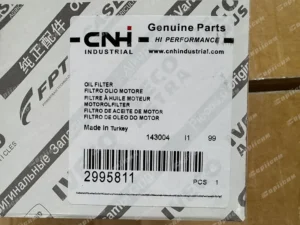 CNH
INDUSTRIAL
Genuine Parts
HI PERFORMANCE
www.cnhindustrial.com
OIL FILTER
FILTRO OLIO MOTORE
FILTRE À HUILE MOTEUR
MOTOROLFILTER
FILTRO DE ACEITE DE MOTOR
FILTRO DE OLEO DO MOTOR
Made In Turkey
143004 I1 99
2995811
PCS 1
纯正配件
FPT
IVECO